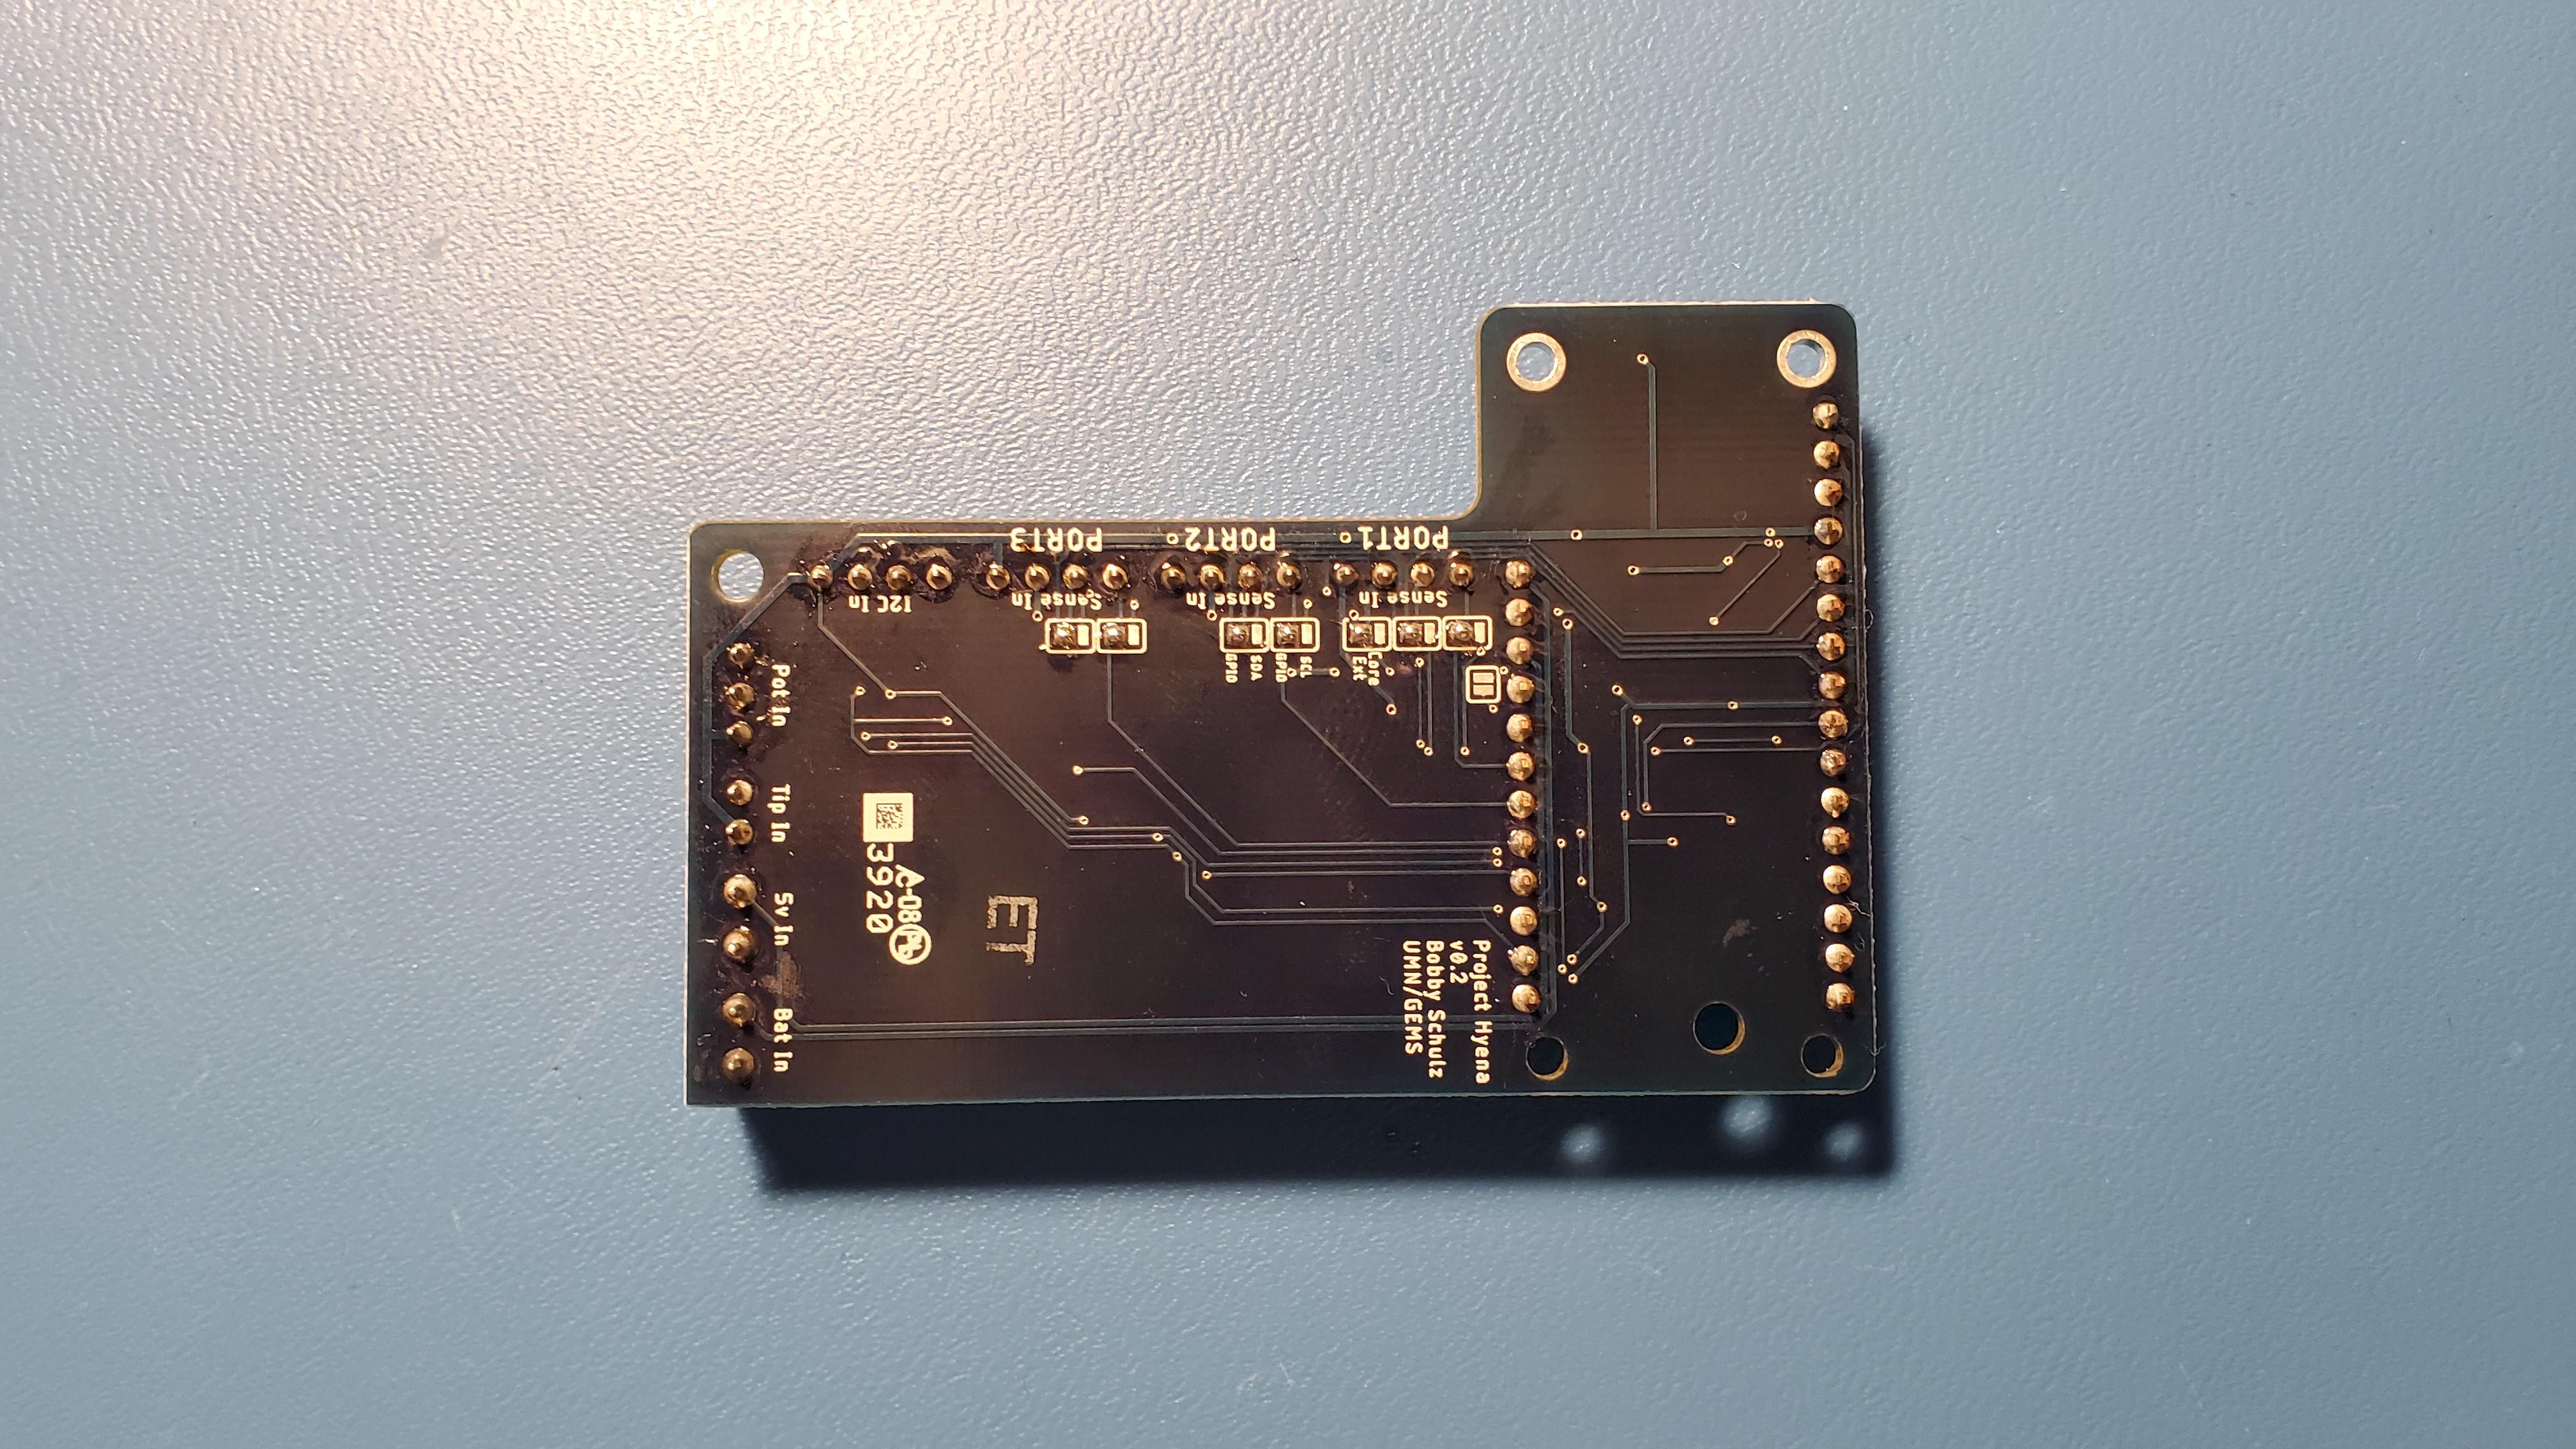 PORT3
PORT2
PORT1
I2C In
Sense In
Sense In
Sense In
GPIO
SDA
GPIO
SCL
Ext
Core
Pot In
Tip In
5v In
Bat In
3920
ET
Project Hyena
v0.2
Bobby Schulz
UMN/GEMS